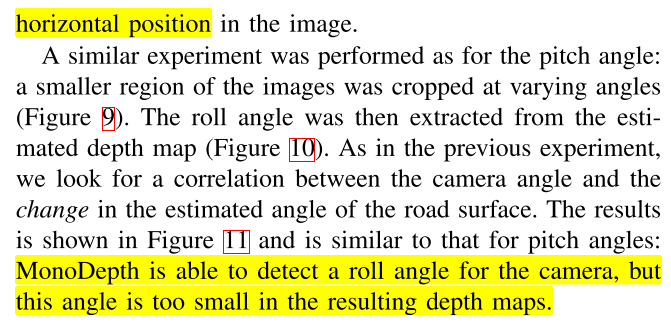 horizontal position in the image.
A similar experiment was performed as for the pitch angle:
a smaller region of the images was cropped at varying angles
(Figure 9). The roll angle was then extracted from the esti-
mated depth map (Figure 10). As in the previous experiment,
we look for a correlation between the camera angle and the
change in the estimated angle of the road surface. The results
is shown in Figure 11 and is similar to that for pitch angles:
MonoDepth is able to detect a roll angle for the camera, but
this angle is too small in the resulting depth maps.